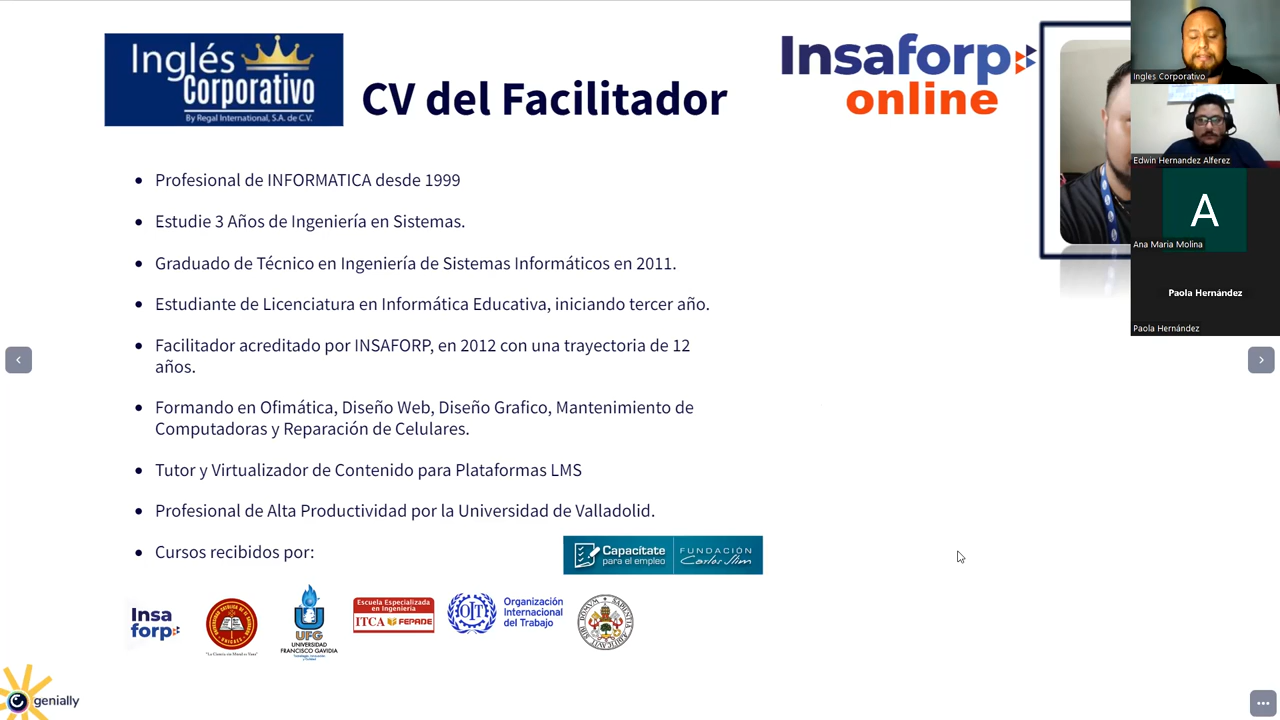 Inglés
Corporativo
By Regal International, S.A. de C.V.
CV del Facilitador
Insaforp
online
Ingles Corporativo
Edwin Hernandez Alferez
A
Ana Maria Molina
Paola Hernández
Paola Hernández
• Profesional de INFORMATICA desde 1999
• Estudie 3 Años de Ingeniería en Sistemas.
• Graduado de Técnico en Ingeniería de Sistemas Informáticos en 2011.
• Estudiante de Licenciatura en Informática Educativa, iniciando tercer año.
• Facilitador acreditado por INSAFORP, en 2012 con una trayectoria de 12
años.
• Formando en Ofimática, Diseño Web, Diseño Grafico, Mantenimiento de
Computadoras y Reparación de Celulares.
• Tutor y Virtualizador de Contenido para Plataformas LMS
• Profesional de Alta Productividad por la Universidad de Valladolid.
• Cursos recibidos por:
Capacítate
para el empleo
FUNDACIÓN
Carlos Slim
Insa
forp
UFG
UNIVERSIDAD
FRANCISCO GAVIDIA
Escuela Especializada
en Ingeniería
ITCA FEPADE
OIT
Organización
Internacional
del Trabajo
genially